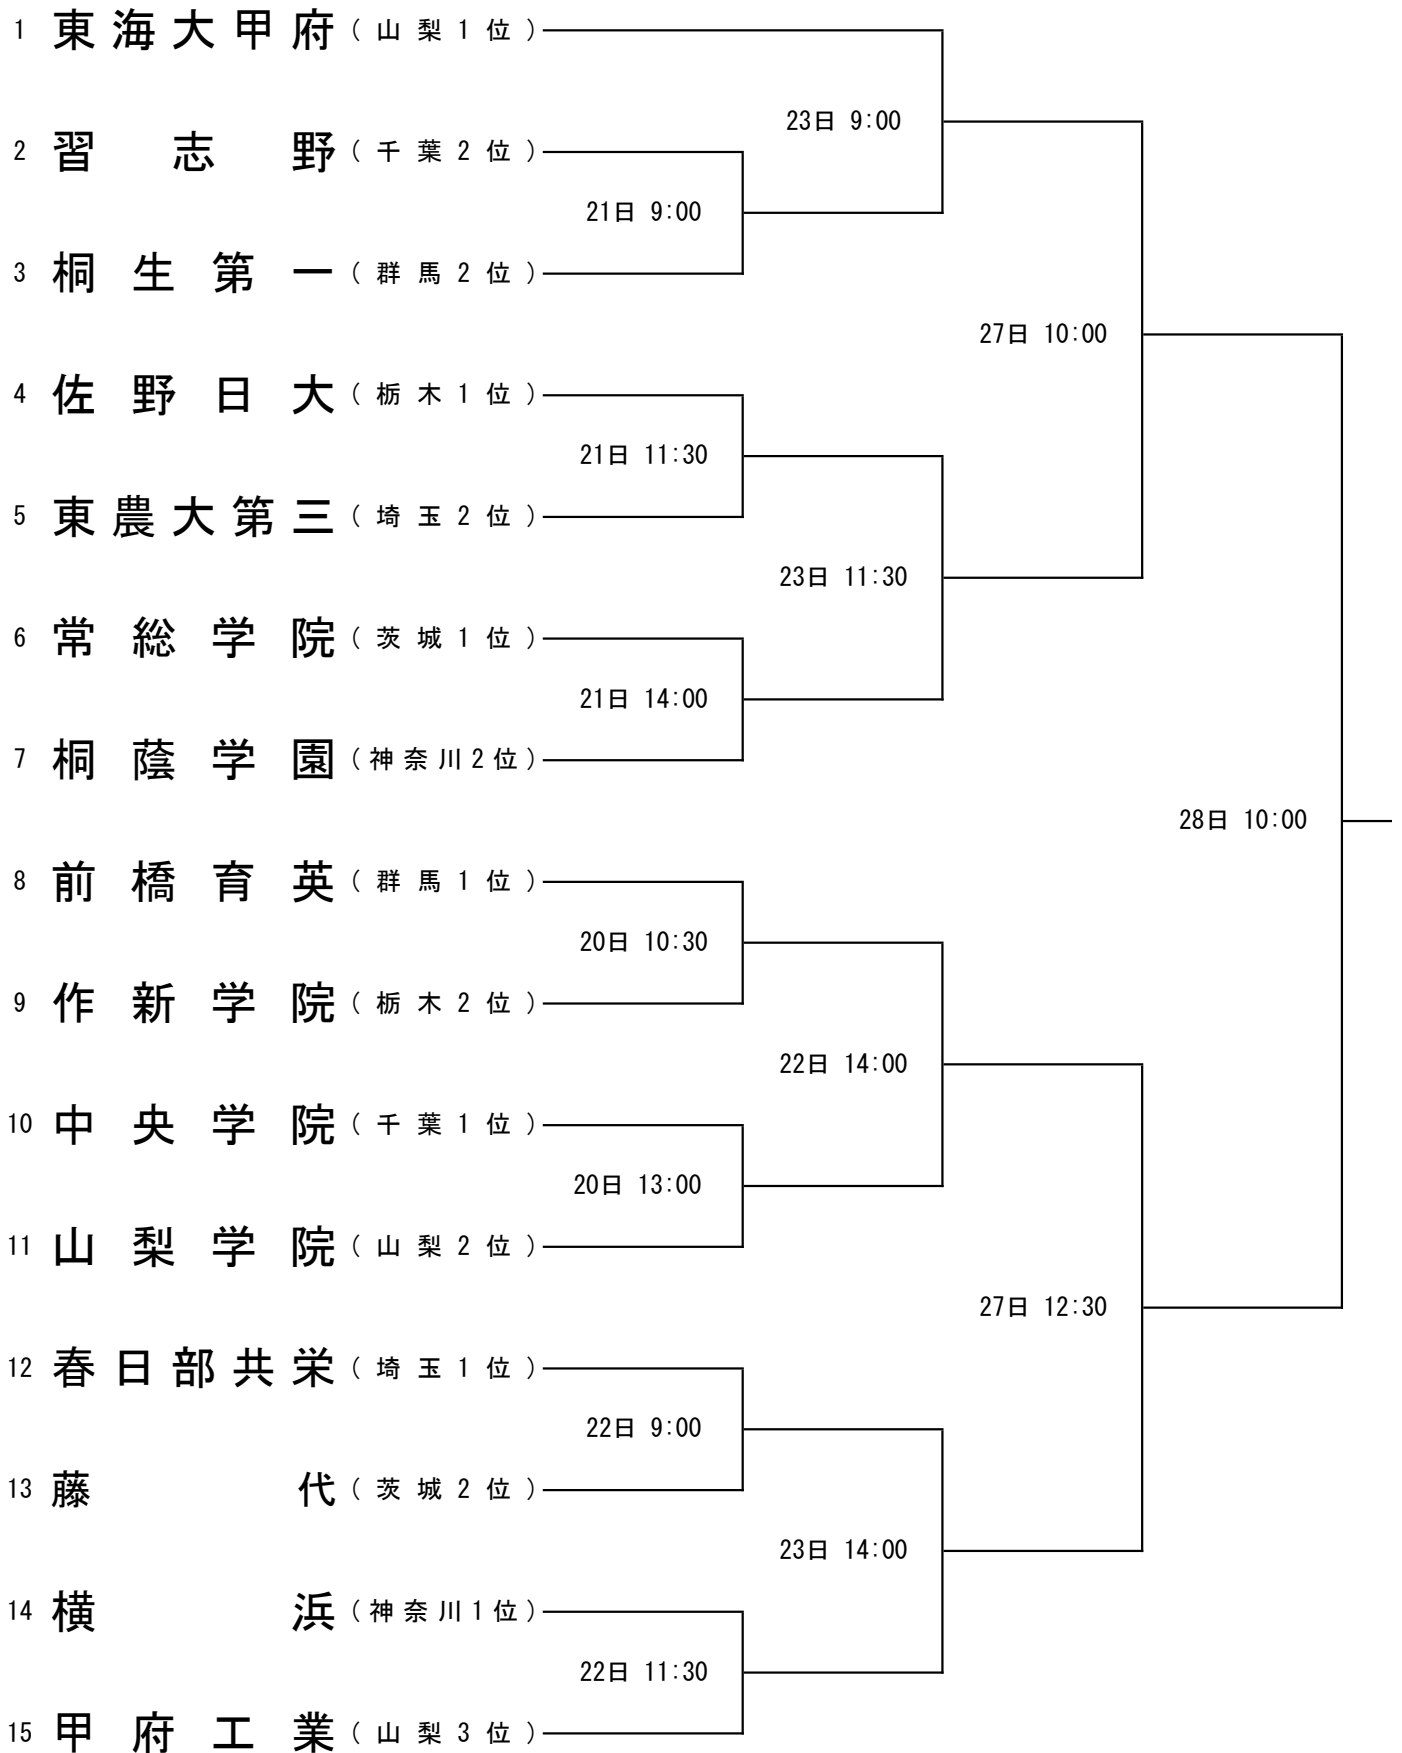 1 東海大甲府 (山梨1位)
23日 9:00
2 習志野 (千葉2位)
21日 9:00
3 桐生第一 (群馬2位)
27日 10:00
4 佐野日大 (栃木1位)
21日 11:30
5 東農大第三 (埼玉2位)
23日 11:30
6 常総学院 (茨城1位)
21日 14:00
7 桐蔭学園 (神奈川2位)
28日 10:00
8 前橋育英 (群馬1位)
20日 10:30
9 作新学院 (栃木2位)
22日 14:00
10 中央学院 (千葉1位)
20日 13:00
11 山梨学院 (山梨2位)
27日 12:30
12 春日部共栄 (埼玉1位)
22日 9:00
13 藤代 (茨城2位)
23日 14:00
14 横浜 (神奈川1位)
22日 11:30
15 甲府工業 (山梨3位)